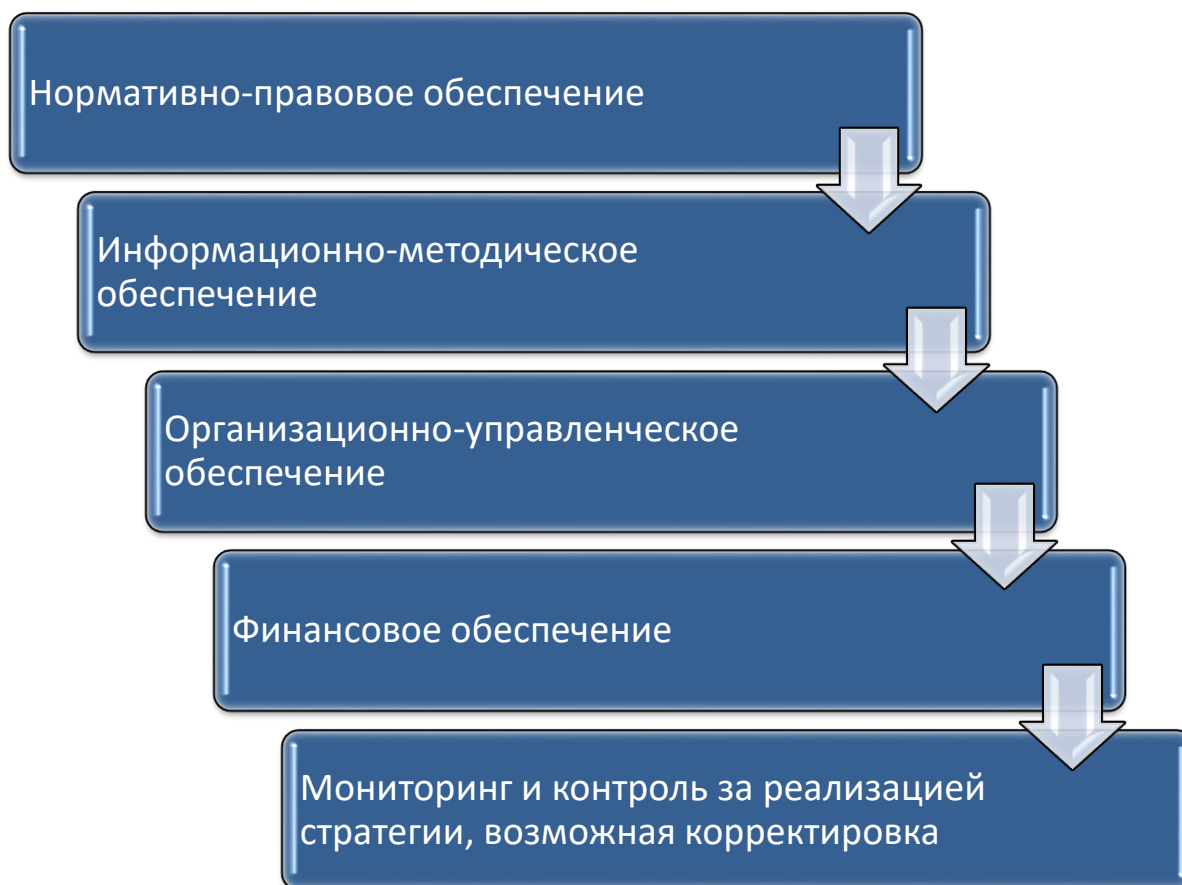 Нормативно-правовое обеспечение
Информационно-методическое
обеспечение
Организационно-управленческое
обеспечение
Финансовое обеспечение
Мониторинг и контроль за реализацией
стратегии, возможная корректировка